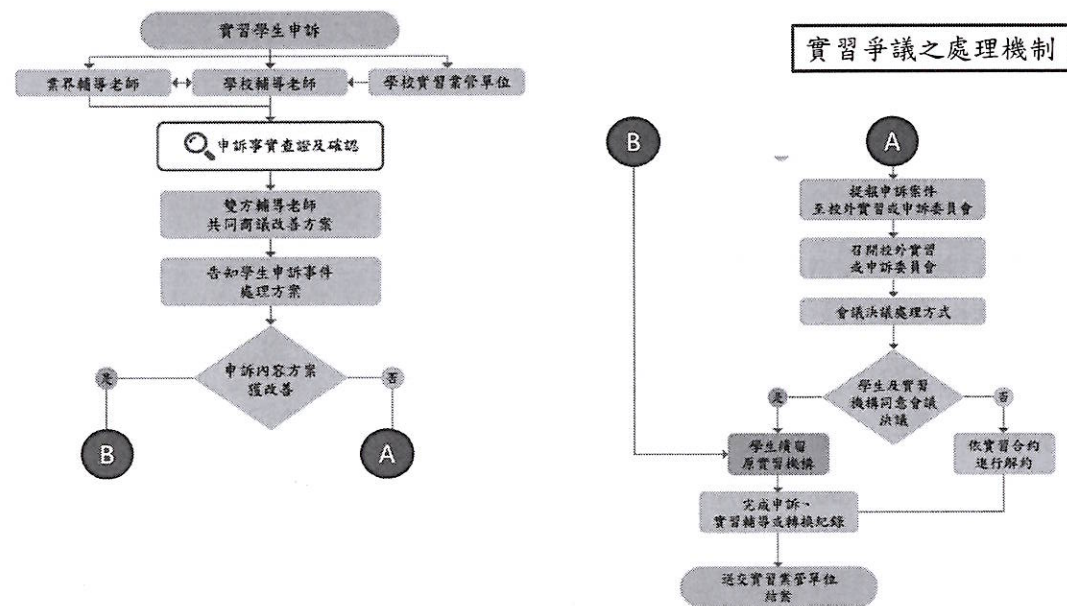 實習爭議之處理機制
實習學生申訴
業界輔導老師
學校輔導老師
學校實習業管單位
申訴事實查證及確認
雙方輔導老師
共同商議改善方案
告知學生申訴事件
處理方案
申訴內容方案
獲改善
是
否
B
A
B
A
提報申訴案件
至校外實習或申訴委員會
召開校外實習
或申訴委員會
會議決議處理方式
學生及實習
機構同意會議
決議
是
否
學生續留
原實習機構
依實習合約
進行解約
完成申訴、
實習輔導或轉換紀錄
送交實習業管單位
結案